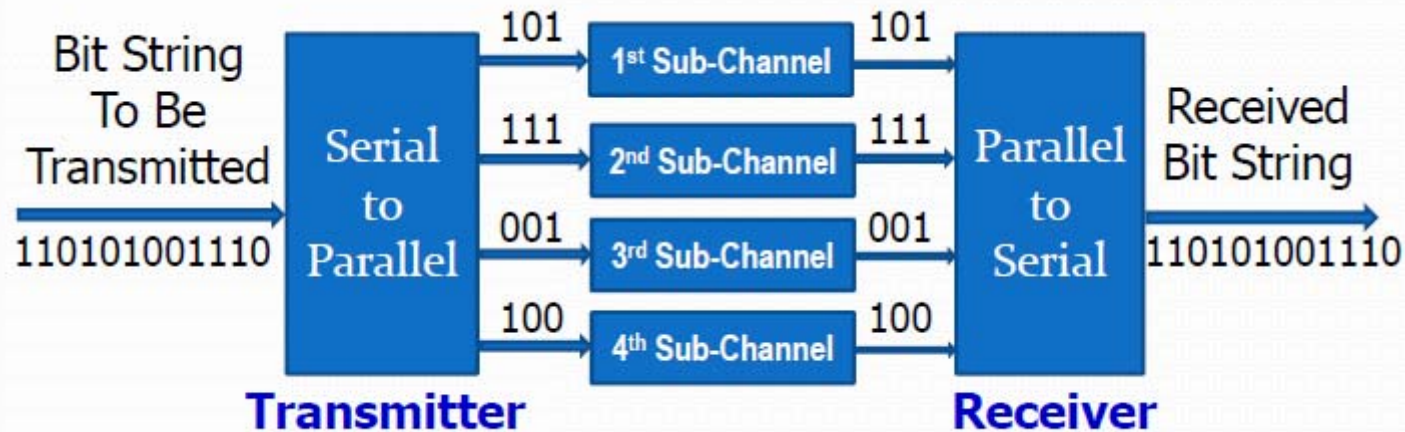 Bit String
To Be
Transmitted
110101001110
Serial
to
Parallel
101
111
001
100
1st Sub-Channel
2nd Sub-Channel
3rd Sub-Channel
4th Sub-Channel
101
111
001
100
Parallel
to
Serial
Received
Bit String
110101001110
Transmitter
Receiver